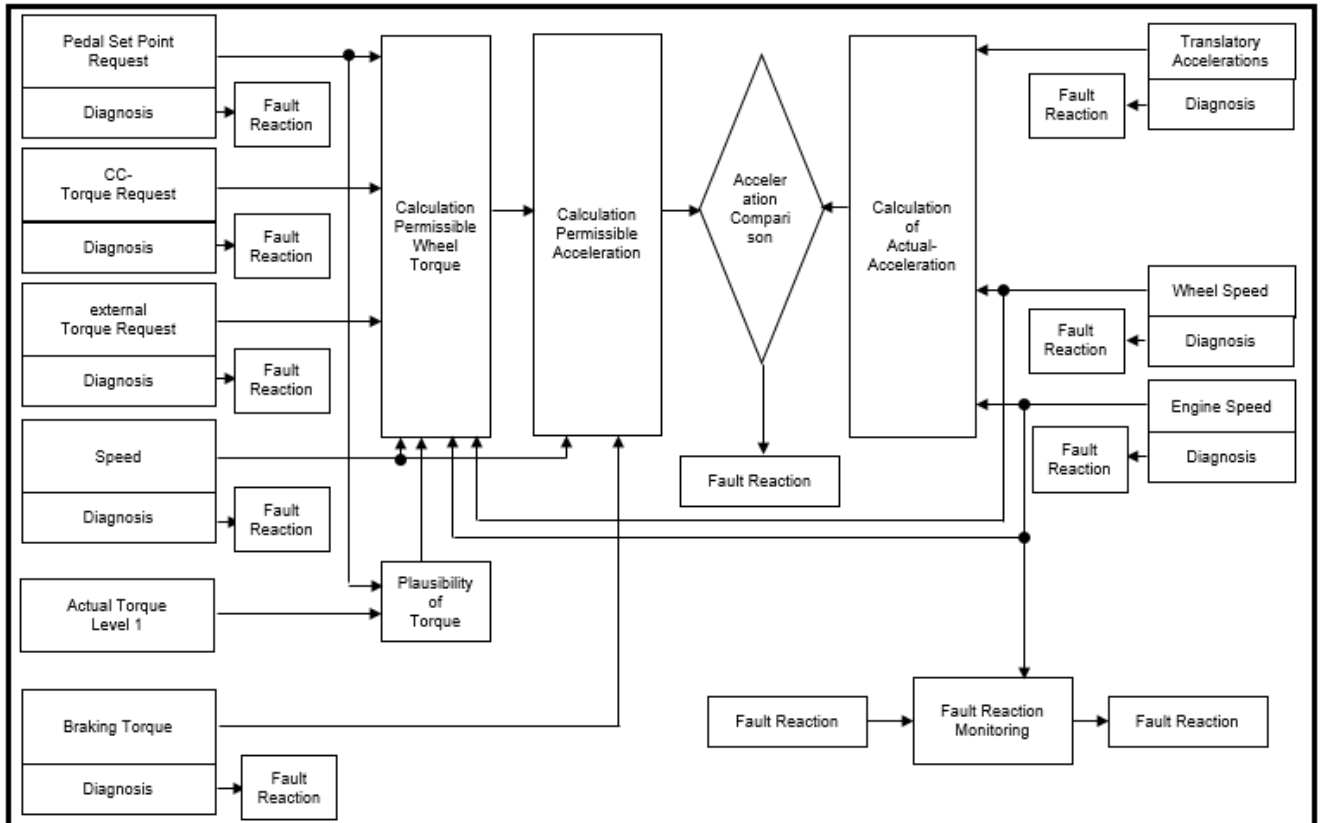 Pedal Set Point
Request
Diagnosis
Fault
Reaction
CC-
Torque Request
Diagnosis
Fault
Reaction
external
Torque Request
Diagnosis
Fault
Reaction
Speed
Diagnosis
Fault
Reaction
Actual Torque
Level 1
Braking Torque
Diagnosis
Fault
Reaction
Calculation
Permissible
Wheel
Torque
Plausibility
of
Torque
Calculation
Permissible
Acceleration
Acceler
ation
Compari
son
Fault Reaction
Calculation
of
Actual-
Acceleration
Translatory
Accelerations
Diagnosis
Fault
Reaction
Wheel Speed
Diagnosis
Fault
Reaction
Engine Speed
Diagnosis
Fault
Reaction
Fault Reaction
Fault Reaction
Monitoring
Fault Reaction